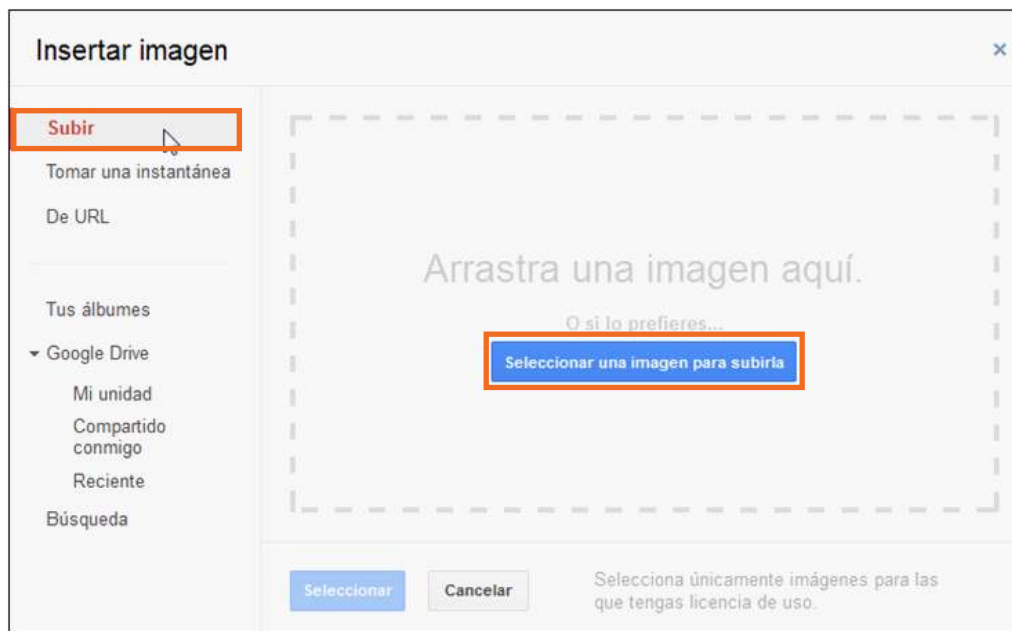 Insertar imagen
×
Subir
Tomar una instantánea
De URL
Tus álbumes
Google Drive
Mi unidad
Compartido
conmigo
Reciente
Búsqueda
Arrastra una imagen aquí.
O si lo prefieres...
Seleccionar una imagen para subirla
Seleccionar
Cancelar
Selecciona únicamente imágenes para las
que tengas licencia de uso.